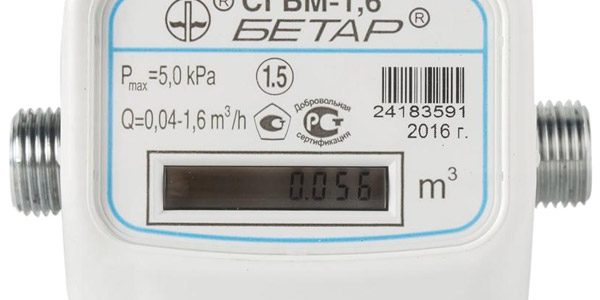 ® СГБМ-1,6
БЕТАР®
Pmax=5,0 kPa
1.5
Q=0,04-1,6 m³/h
Добровольная
РСТ
сертификация
24183591
2016 г.
0.056 m³